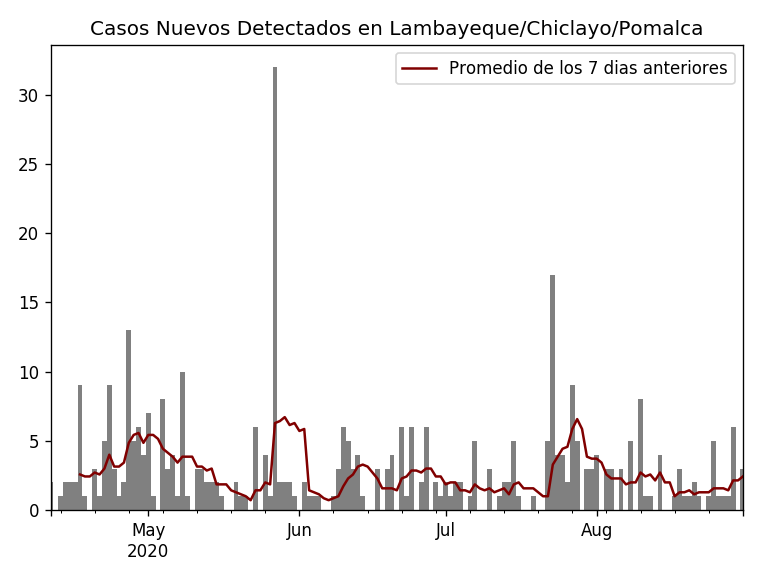 Casos Nuevos Detectados en Lambayeque/Chiclayo/Pomalca
Promedio de los 7 dias anteriores
30
25
20
15
10
5
0
May Jun Jul Aug
2020